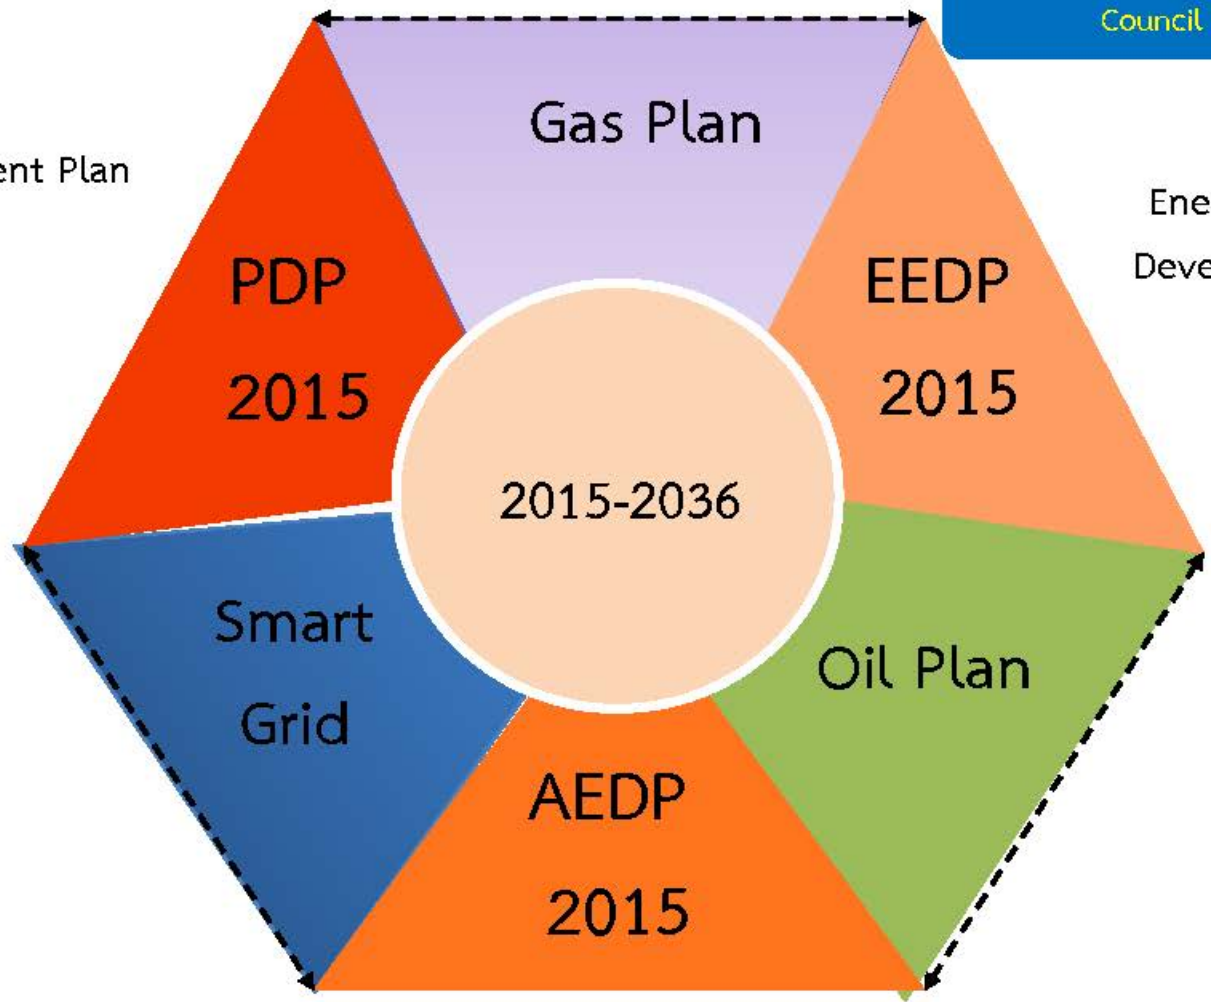 Council
Gas Plan
ent Plan
Ene
Deve
PDP
2015
EEDP
2015
2015-2036
Smart
Grid
Oil Plan
AEDP
2015